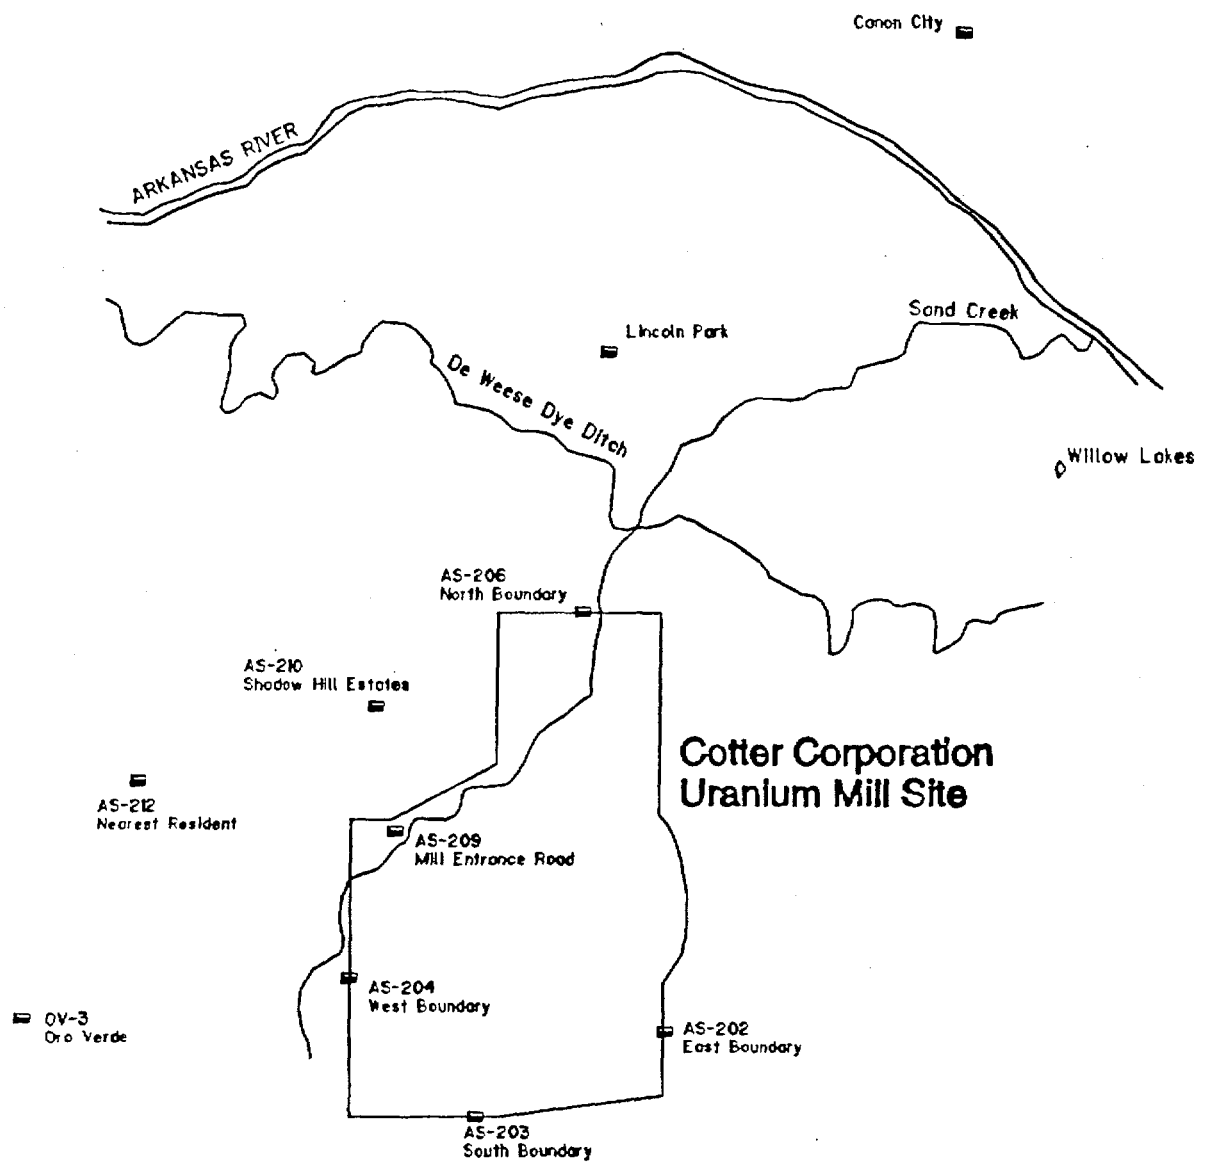 Canon City
ARKANSAS RIVER
Sand Creek
Lincoln Park
De Weese Dye Ditch
Willow Lakes
AS-206
North Boundary
AS-210
Shadow Hill Estates
Cotter Corporation
Uranium Mill Site
AS-212
Nearest Resident
AS-209
Mill Entrance Road
AS-204
West Boundary
OV-3
Oro Verde
AS-202
East Boundary
AS-203
South Boundary